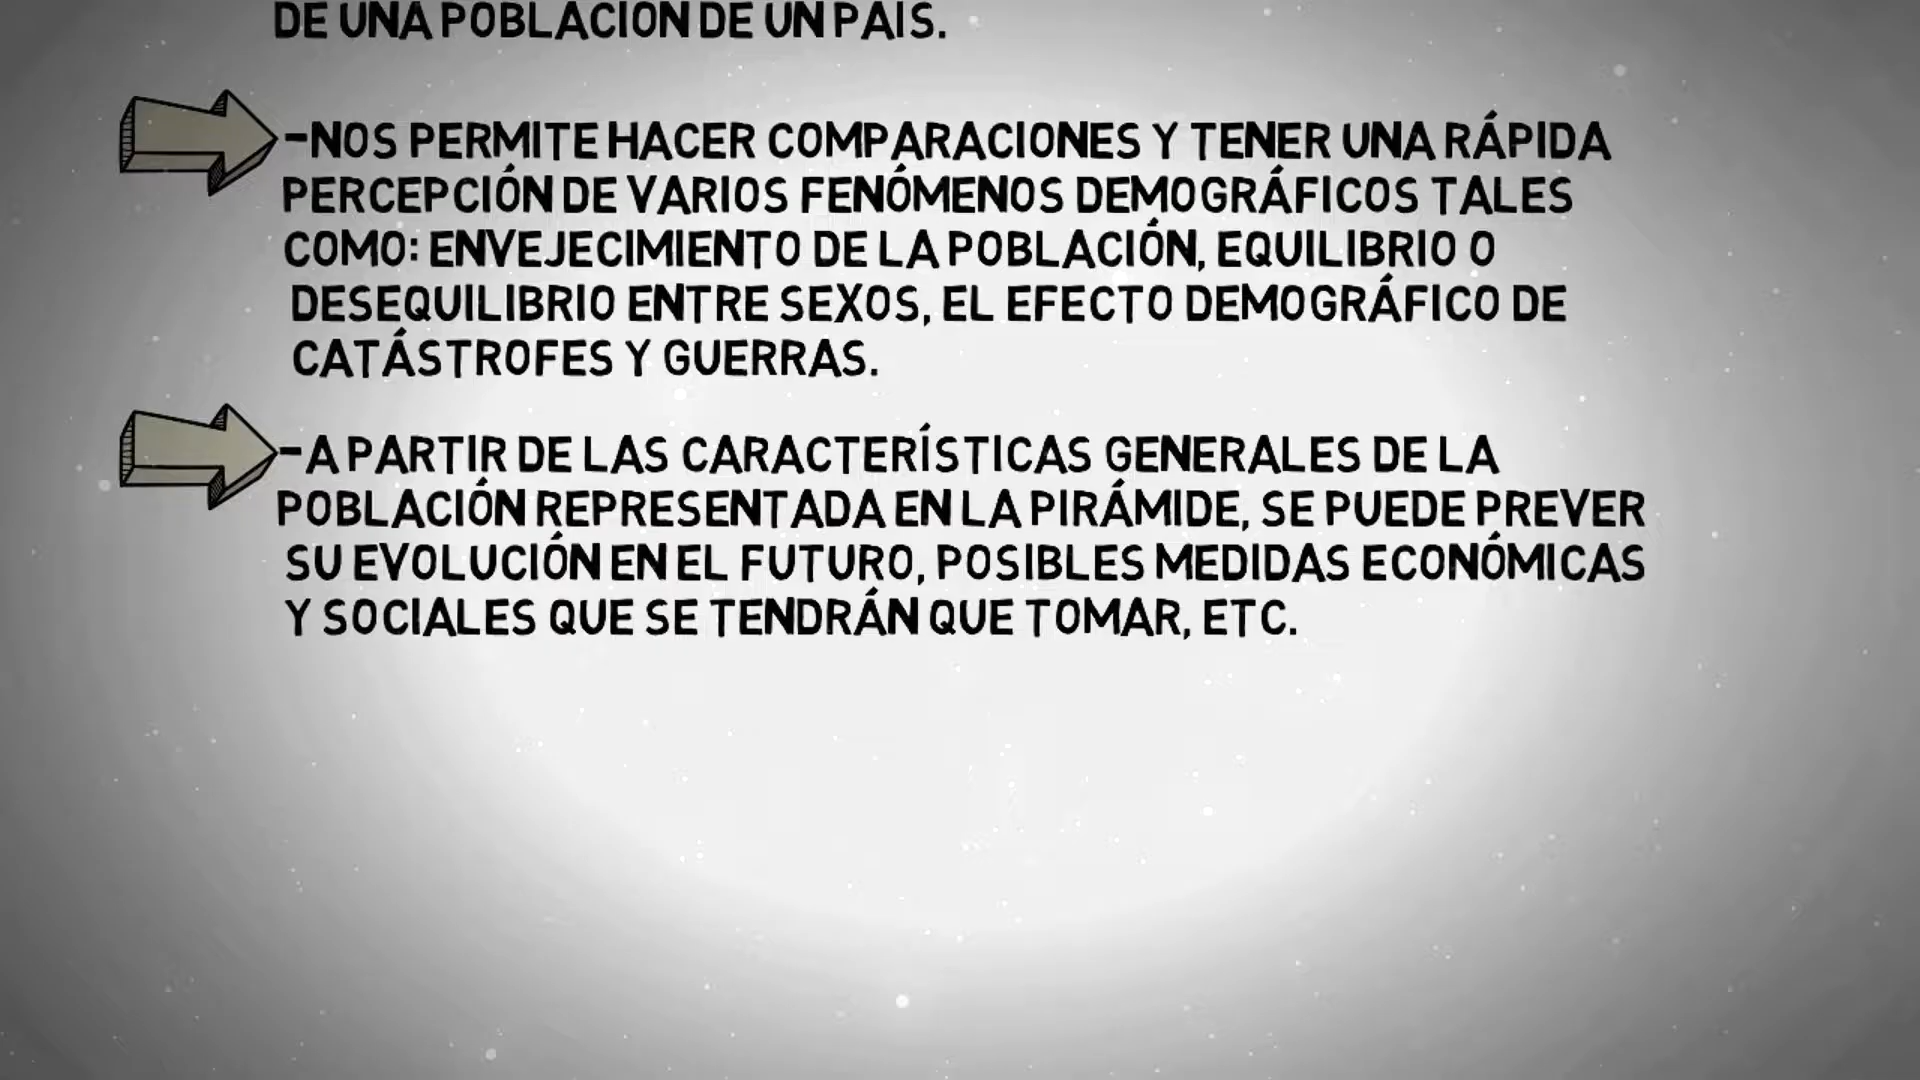 DE UNA POBLACIÓN DE UN PAÍS.
-NOS PERMITE HACER COMPARACIONES Y TENER UNA RÁPIDA
PERCEPCIÓN DE VARIOS FENÓMENOS DEMOGRÁFICOS TALES
COMO: ENVEJECIMIENTO DE LA POBLACIÓN, EQUILIBRIO O
DESEQUILIBRIO ENTRE SEXOS, EL EFECTO DEMOGRÁFICO DE
CATÁSTROFES Y GUERRAS.
-A PARTIR DE LAS CARACTERÍSTICAS GENERALES DE LA
POBLACIÓN REPRESENTADA EN LA PIRÁMIDE, SE PUEDE PREVER
SU EVOLUCIÓN EN EL FUTURO, POSIBLES MEDIDAS ECONÓMICAS
Y SOCIALES QUE SE TENDRÁN QUE TOMAR, ETC.